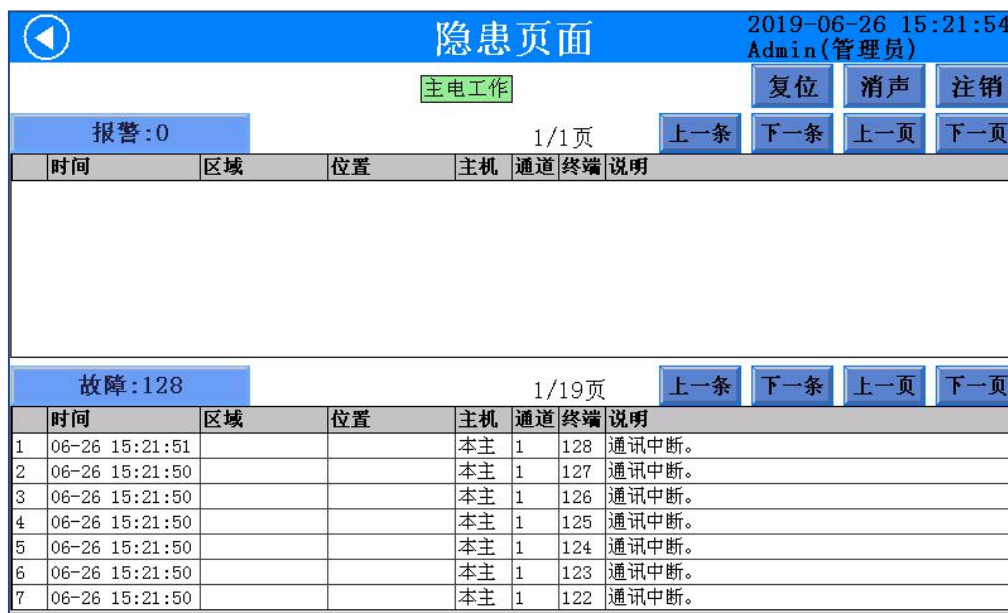 隐患页面
2019-06-26 15:21:54
Admin(管理员)
主电工作
复位 消声 注销
报警:0 1/1页 上一条 下一条 上一页 下一页
时间 区域 位置 主机 通道 终端 说明
故障:128 1/19页 上一条 下一条 上一页 下一页
时间 区域 位置 主机 通道 终端 说明
1 06-26 15:21:51 本主 1 128 通讯中断。
2 06-26 15:21:50 本主 1 127 通讯中断。
3 06-26 15:21:50 本主 1 126 通讯中断。
4 06-26 15:21:50 本主 1 125 通讯中断。
5 06-26 15:21:50 本主 1 124 通讯中断。
6 06-26 15:21:50 本主 1 123 通讯中断。
7 06-26 15:21:50 本主 1 122 通讯中断。